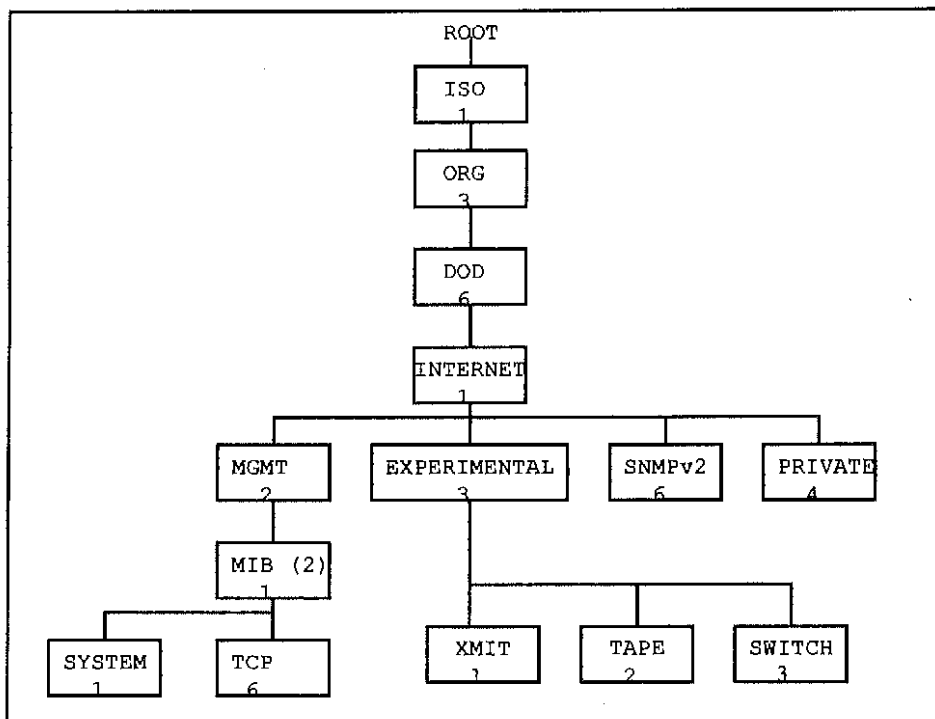 ROOT
ISO
1
ORG
3
DOD
6
INTERNET
1
MGMT EXPERIMENTAL SNMPv2 PRIVATE
2 3 6 4
MIB (2)
1
SYSTEM TCP XMIT TAPE SWITCH
1 6 1 2 3